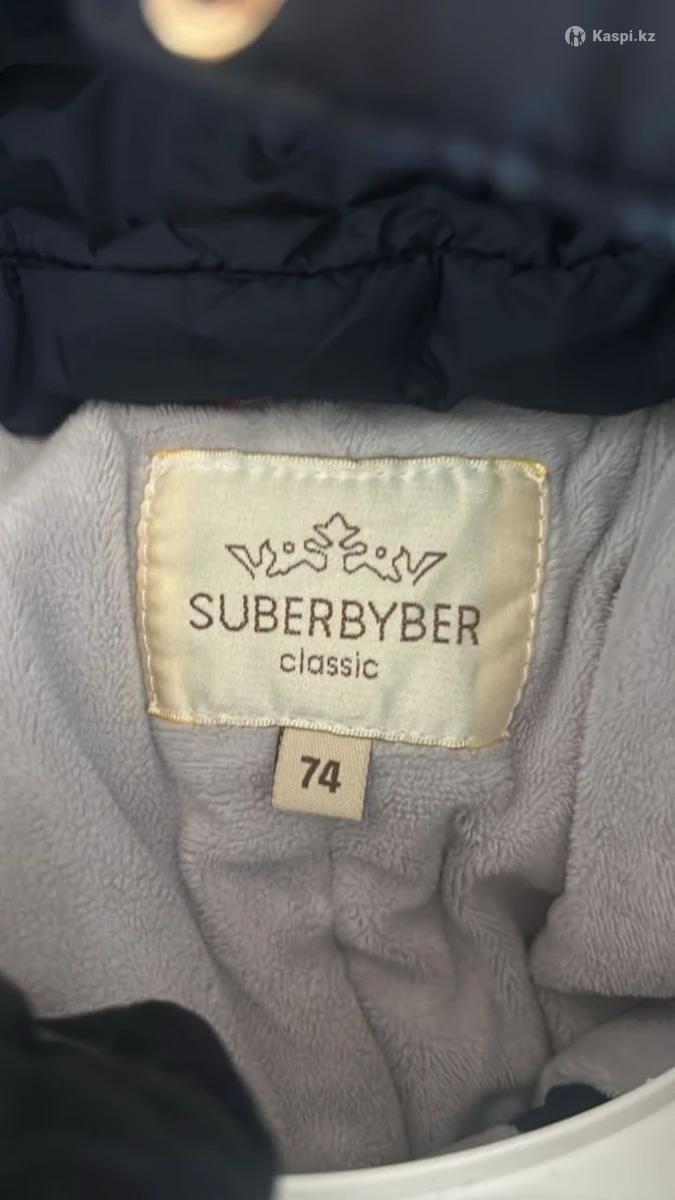 Kaspi.kz
SUBERBYBER
classic
74